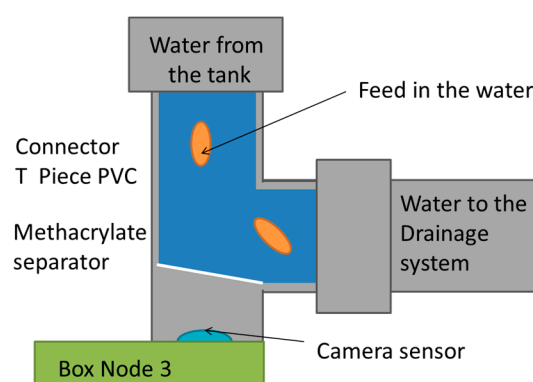 Water from
the tank
Feed in the water
Connector
T Piece PVC
Methacrylate
separator
Water to the
Drainage
system
Camera sensor
Box Node 3